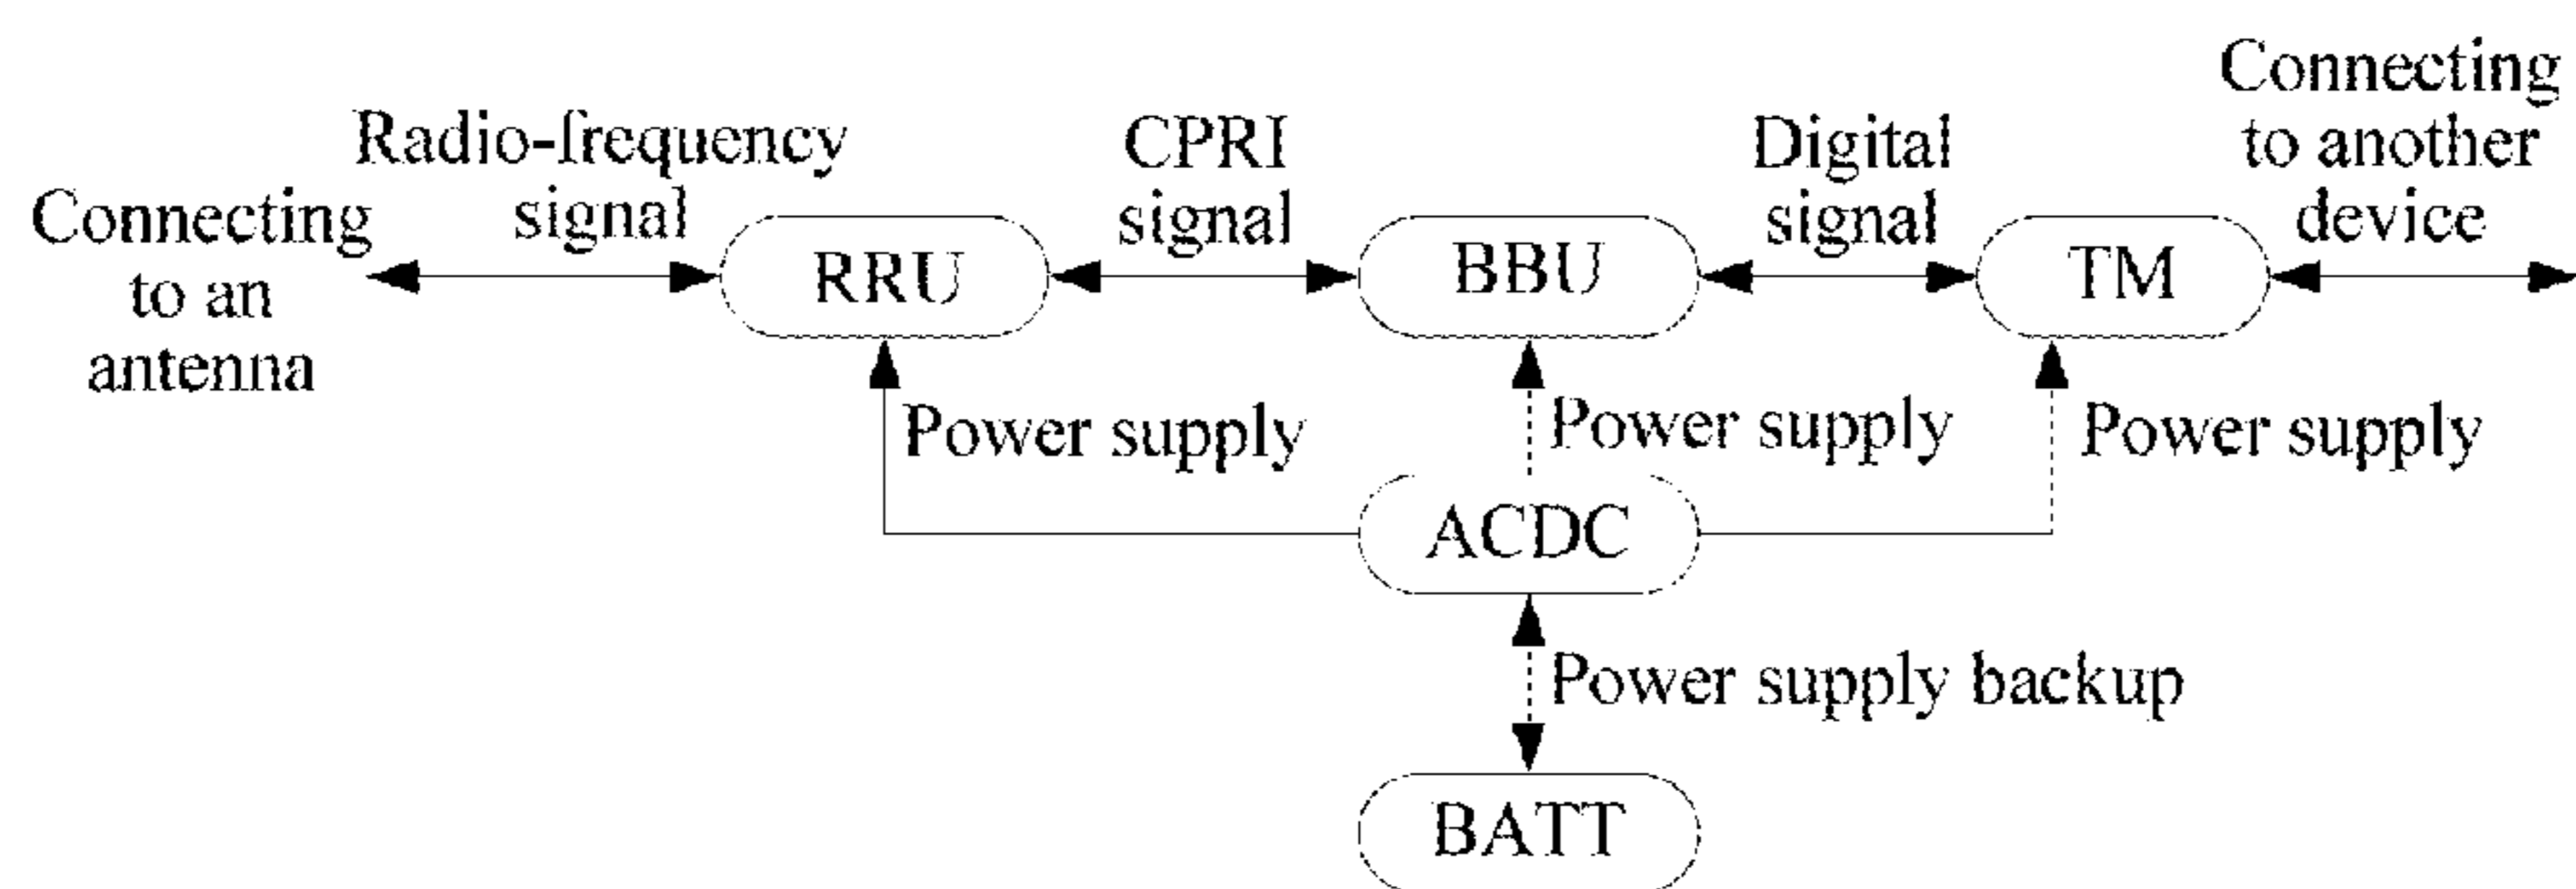 Connecting
to an
antenna
Radio-frequency
signal
RRU
CPRI
signal
BBU
Digital
signal
TM
Connecting
to another
device
Power supply
Power supply
Power supply
ACDC
Power supply backup
BATT